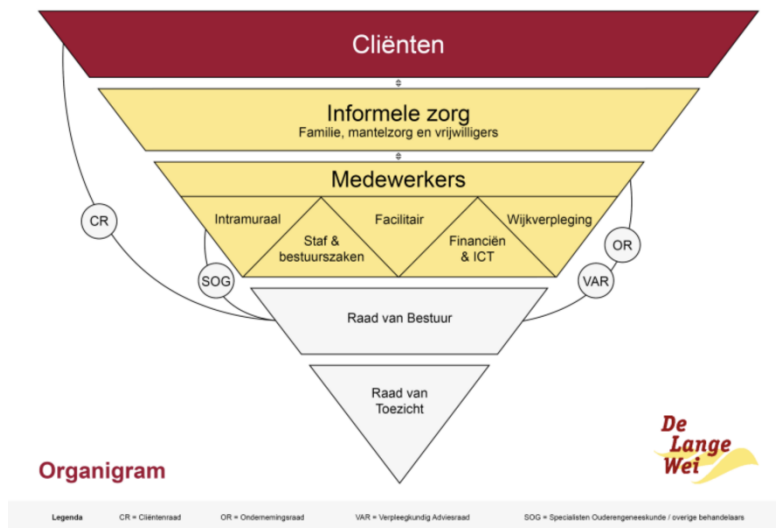 Cliënten
Informele zorg
Familie, mantelzorg en vrijwilligers
Medewerkers
Intramuraal
Facilitair
Wijkverpleging
Staf &
bestuurszaken
Financiën
& ICT
CR
SOG
OR
VAR
Raad van Bestuur
Raad van
Toezicht
De
Lange
Wei
Organigram
Legenda
CR = Cliëntenraad
OR = Ondernemingsraad
VAR = Verpleegkundig Adviesraad
SOG = Specialisten Ouderengeneeskunde / overige behandelaars